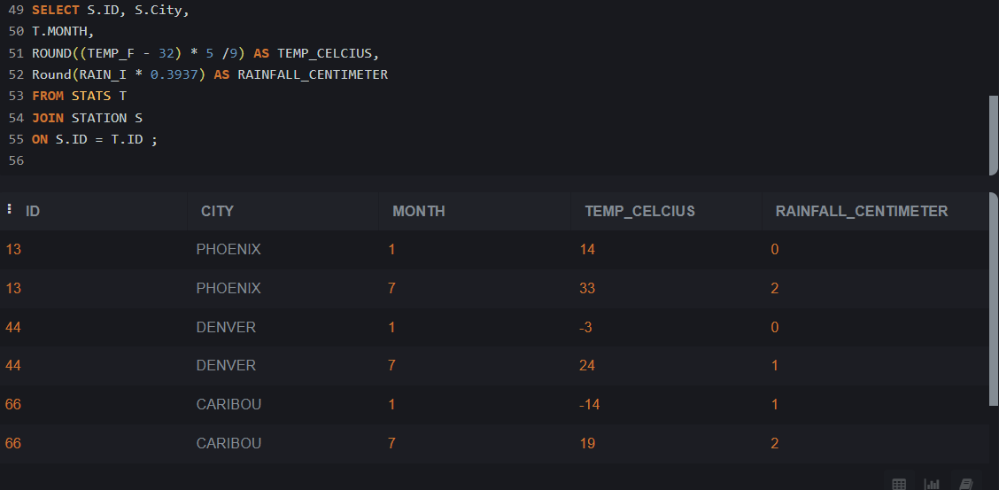 49 SELECT S.ID, S.City,
50 T.MONTH,
51 ROUND((TEMP_F - 32) * 5 /9) AS TEMP_CELCIUS,
52 Round(RAIN_I * 0.3937) AS RAINFALL_CENTIMETER
53 FROM STATS T
54 JOIN STATION S
55 ON S.ID = T.ID ;
56
ID CITY MONTH TEMP_CELCIUS RAINFALL_CENTIMETER
13 PHOENIX 1 14 0
13 PHOENIX 7 33 2
44 DENVER 1 -3 0
44 DENVER 7 24 1
66 CARIBOU 1 -14 1
66 CARIBOU 7 19 2